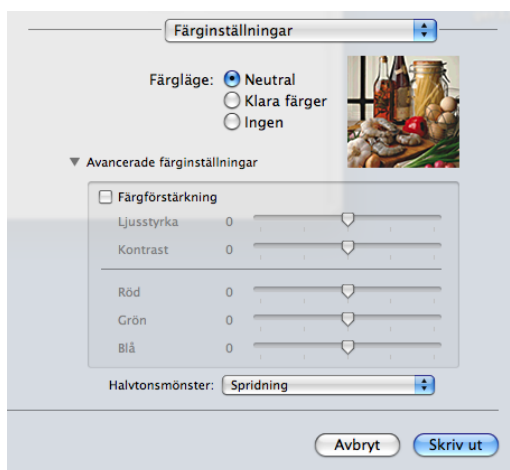 Färginställningar
Färgläge: Neutral
Klara färger
Ingen
Avancerade färginställningar
Färgförstärkning
Ljusstyrka 0
Kontrast 0
Röd 0
Grön 0
Blå 0
Halvtonsmönster: Spridning
Avbryt Skriv ut